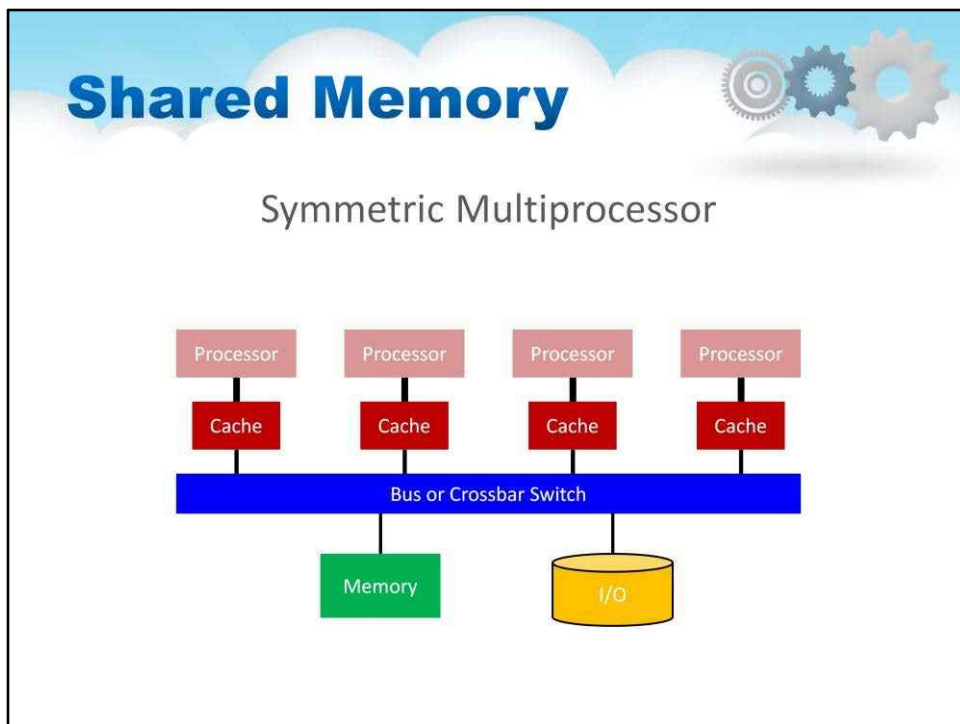 Shared Memory
Symmetric Multiprocessor
Processor Processor Processor Processor
Cache Cache Cache Cache
Bus or Crossbar Switch
Memory I/O